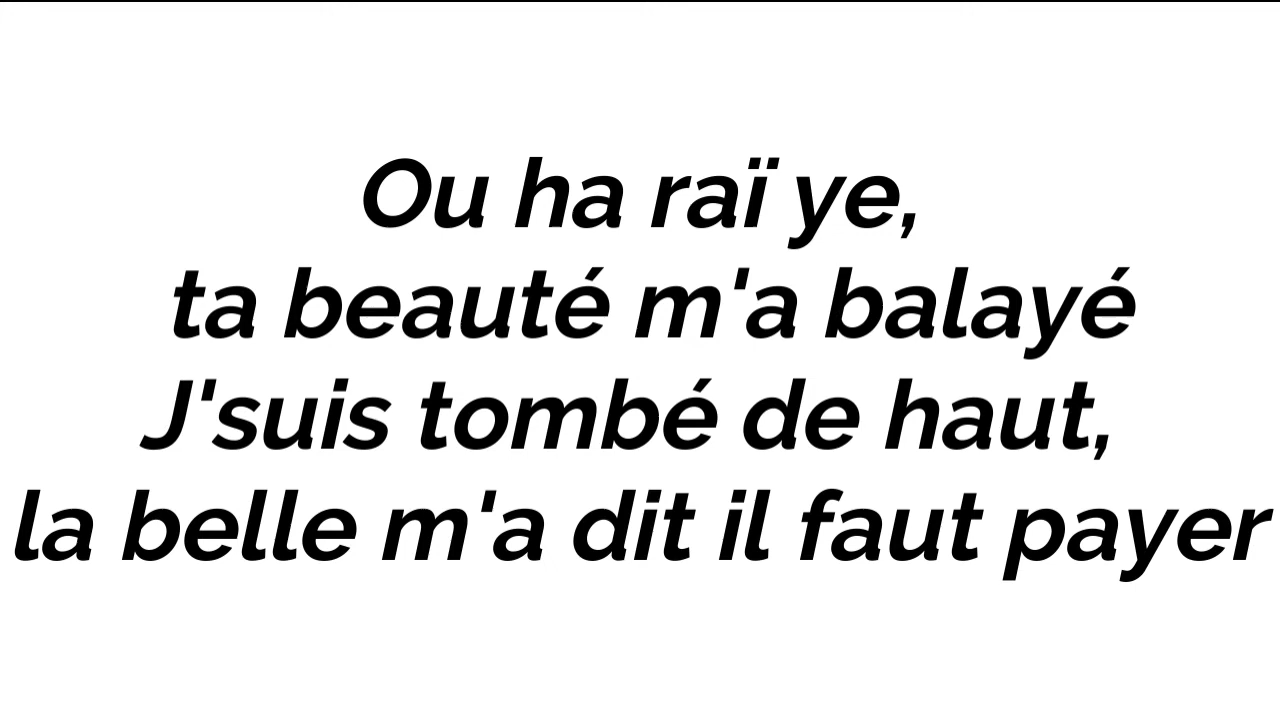 Ou ha raï ye,
ta beauté m'a balayé
J'suis tombé de haut,
la belle m'a dit il faut payer